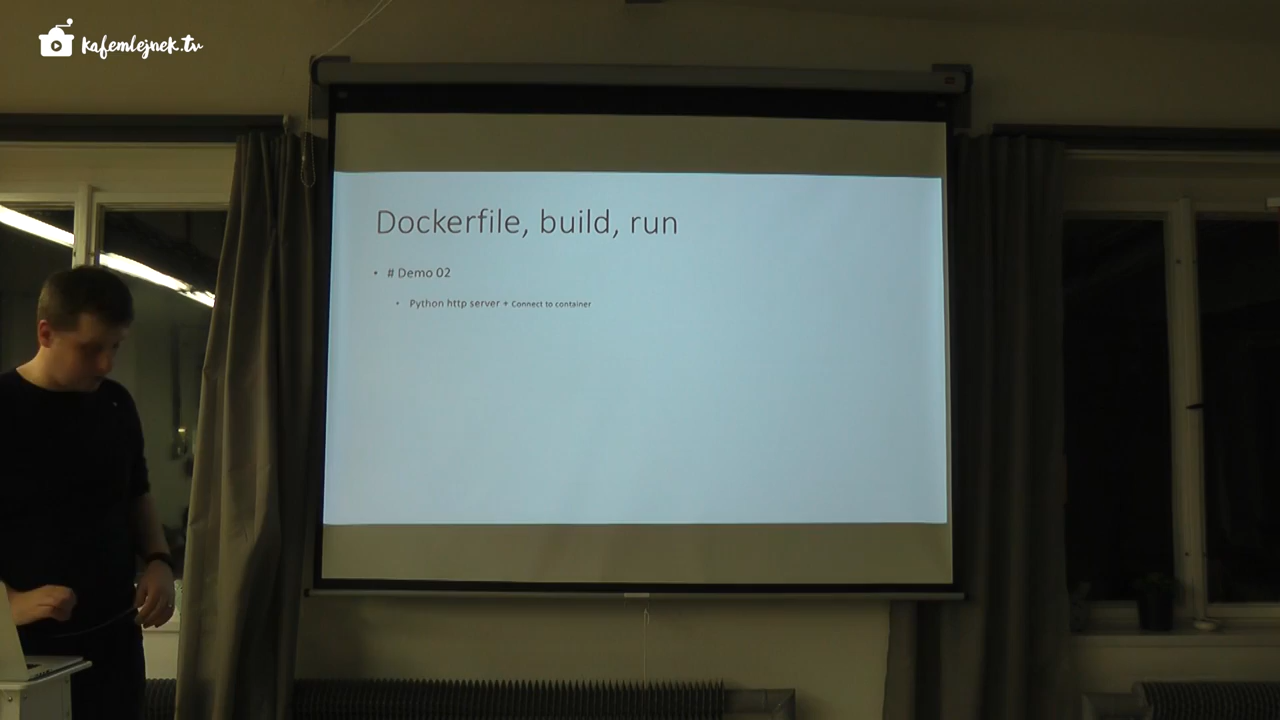 kafemlejnek.tv
Dockerfile, build, run
• # Demo 02
• Python http server + Connect to container